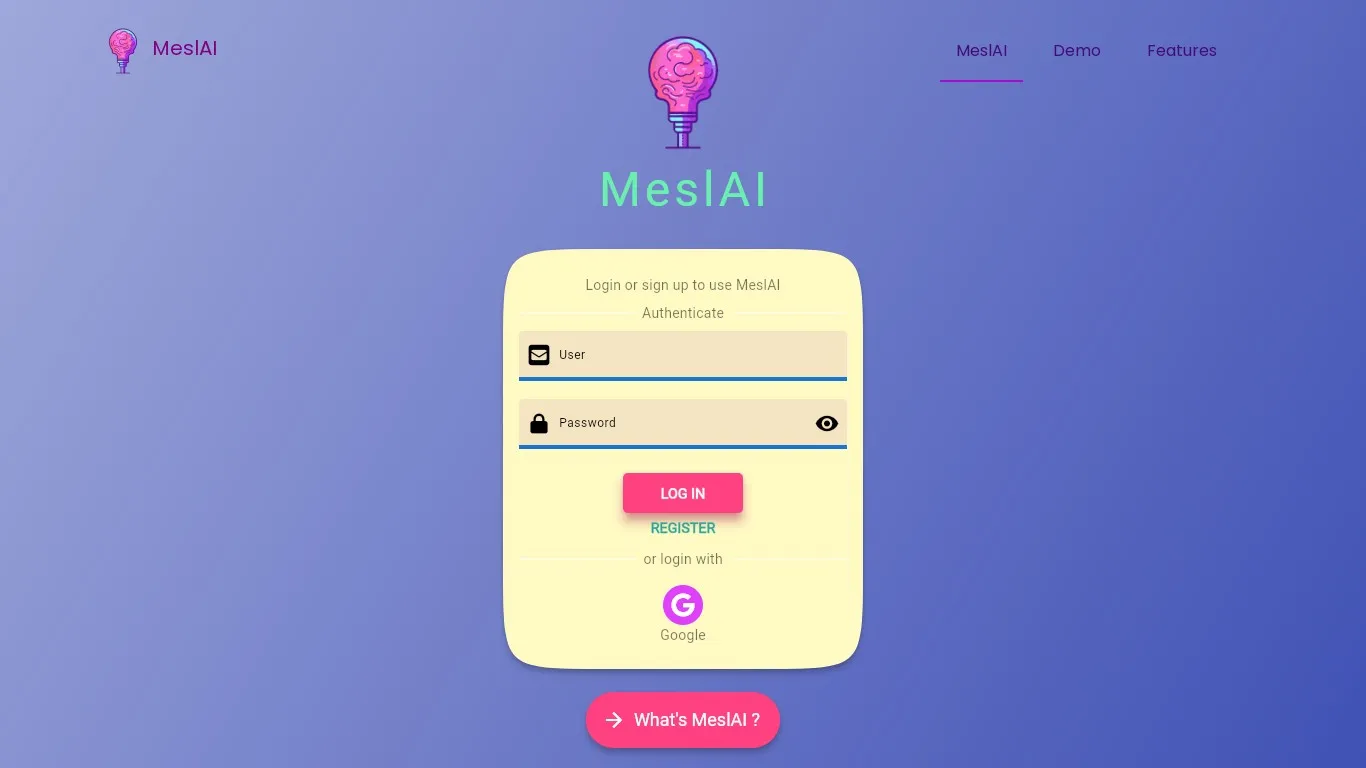 MeslAI
MeslAI Demo Features
MeslAI
Login or sign up to use MeslAI
Authenticate
User
Password
LOG IN
REGISTER
or login with
G
Google
What's MeslAI ?